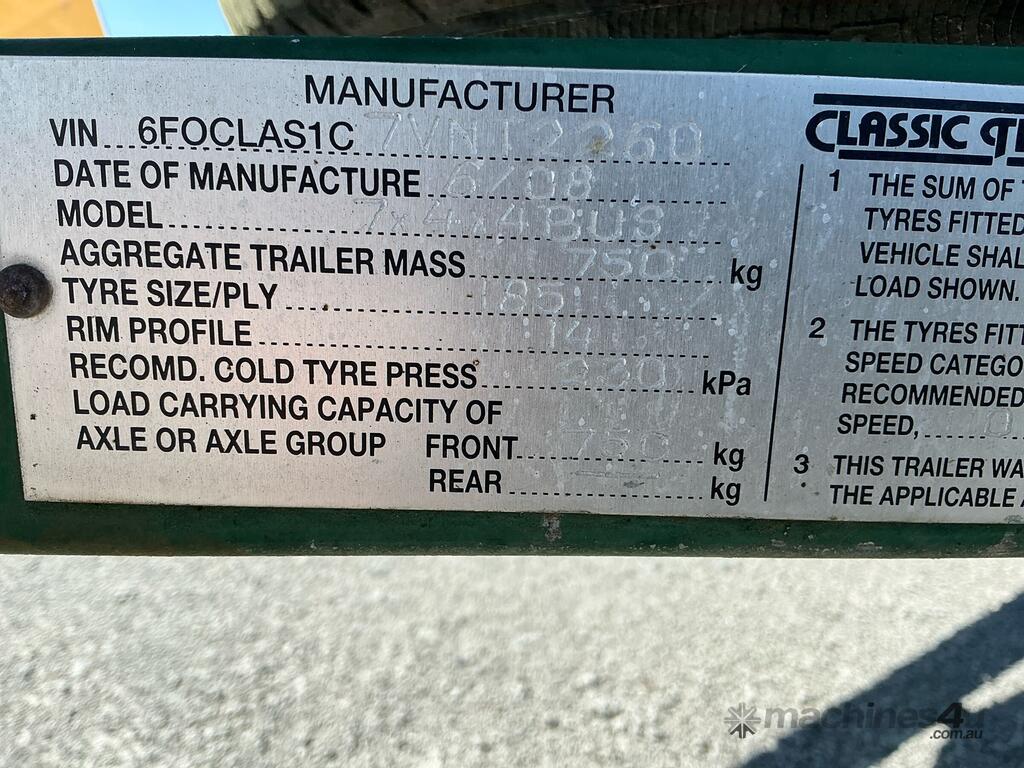 MANUFACTURER
VIN 6FOCLAS1C 7VN12260
DATE OF MANUFACTURE 6/08
MODEL 7x4x4 BUS
AGGREGATE TRAILER MASS 750 kg
TYRE SIZE/PLY 185
RIM PROFILE 14
RECOMD. COLD TYRE PRESS 220 kPa
LOAD CARRYING CAPACITY OF
AXLE OR AXLE GROUP FRONT 750 kg
REAR kg
CLASSIC
1 THE SUM OF
TYRES FITTED
VEHICLE SHAL
LOAD SHOWN.
2 THE TYRES FITT
SPEED CATEGO
RECOMMENDED
SPEED,
3 THIS TRAILER WA
THE APPLICABLE
machines4u
.com.au